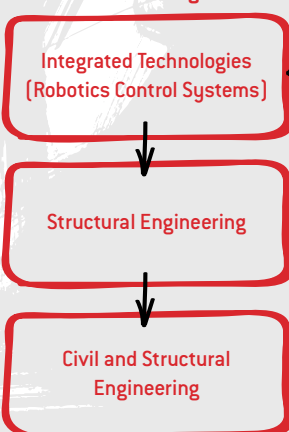 Integrated Technologies
(Robotics Control Systems)
Structural Engineering
Civil and Structural
Engineering